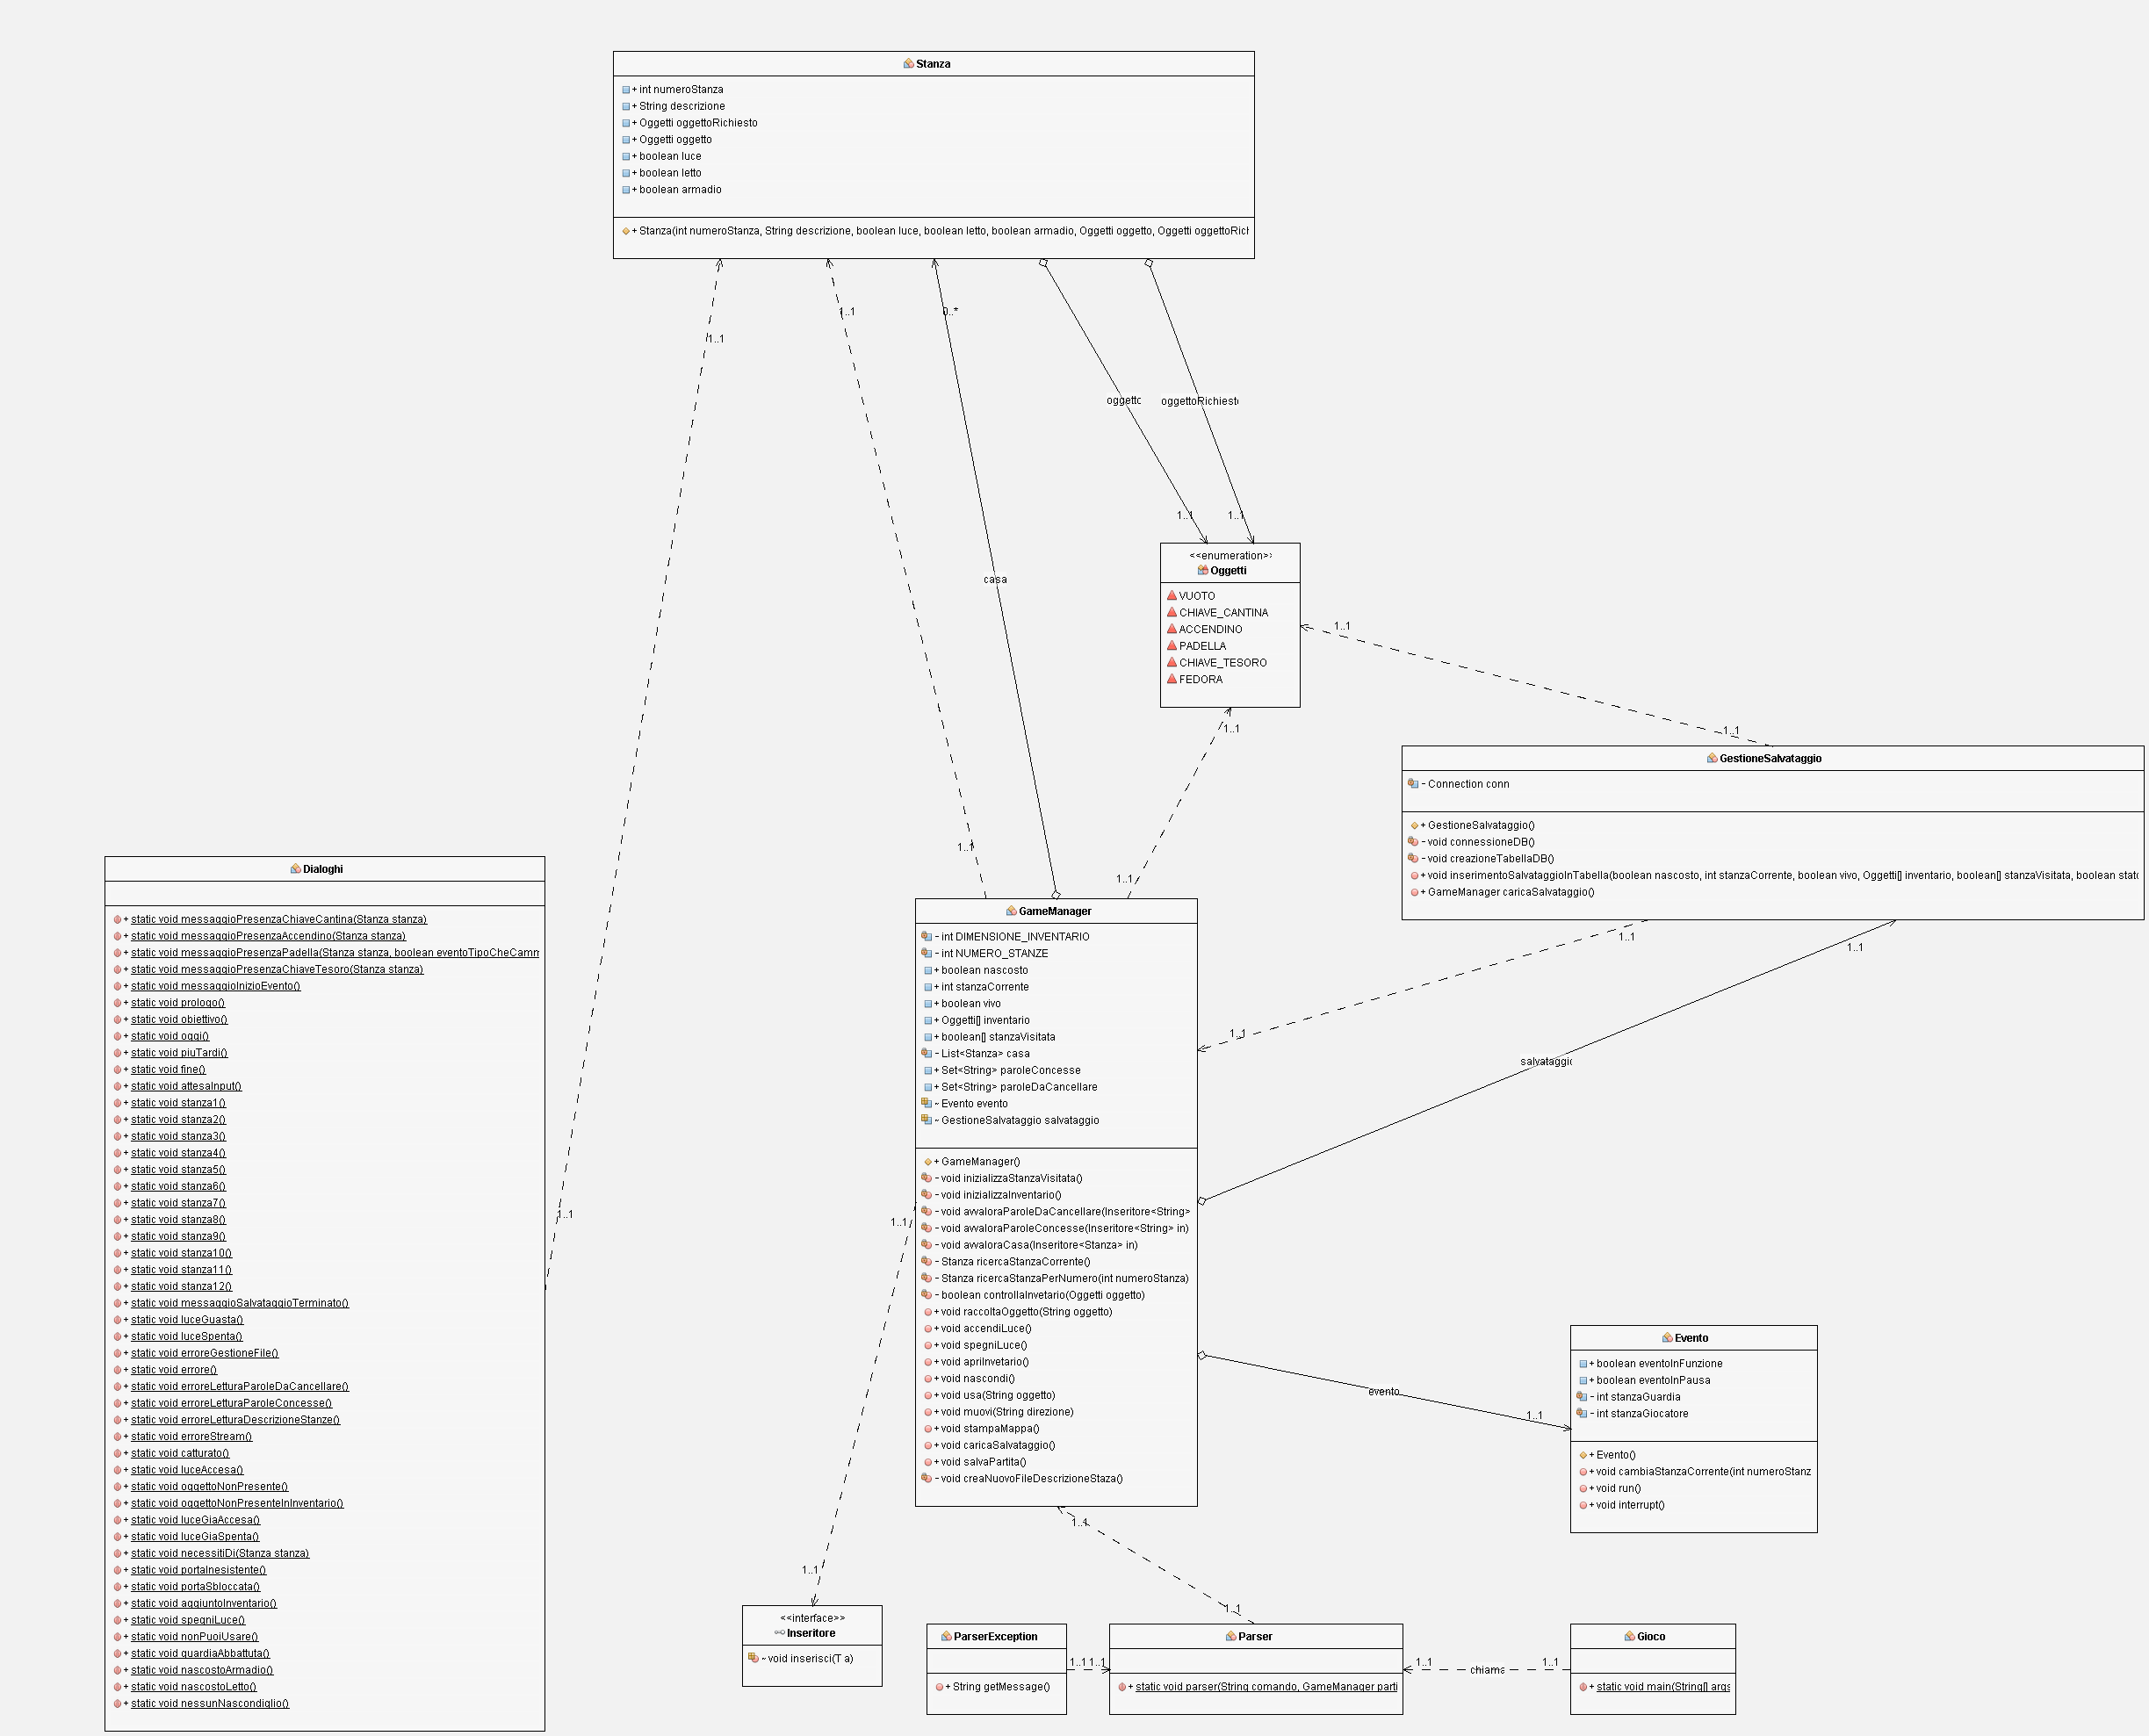 Stanza
+ int numeroStanza
+ String descrizione
+ Oggetti oggettoRichiesto
+ Oggetti oggetto
+ boolean luce
+ boolean letto
+ boolean armadio
+ Stanza(int numeroStanza, String descrizione, boolean luce, boolean letto, boolean armadio, Oggetti oggetto, Oggetti oggettoRich
1..1
0..*
1..1
oggetto
oggettoRichiesto
1..1
1..1
casa
<<enumeration>>
Oggetti
VUOTO
CHIAVE_CANTINA
ACCENDINO
PADELLA
CHIAVE_TESORO
FEDORA
1..1
1..1
1..1
1..1
1..1
GestioneSalvataggio
- Connection conn
+ GestioneSalvataggio()
- void connessioneDB()
- void creazioneTabellaDB()
+ void inserimentoSalvataggioInTabella(boolean nascosto, int stanzaCorrente, boolean vivo, Oggetti[] inventario, boolean[] stanzaVisitata, boolean stato
+ GameManager caricaSalvataggio()
1..1
1..1
1..1
salvataggio
Dialoghi
+ static void messaggioPresenzaChiaveCantina(Stanza stanza)
+ static void messaggioPresenzaAccendino(Stanza stanza)
+ static void messaggioPresenzaPadella(Stanza stanza, boolean eventoTipoCheCamm
+ static void messaggioPresenzaChiaveTesoro(Stanza stanza)
+ static void messaggioInizioEvento()
+ static void prologo()
+ static void obiettivo()
+ static void oggi()
+ static void piuTardi()
+ static void fine()
+ static void attesaInput()
+ static void stanza1()
+ static void stanza2()
+ static void stanza3()
+ static void stanza4()
+ static void stanza5()
+ static void stanza6()
+ static void stanza7()
+ static void stanza8()
+ static void stanza9()
+ static void stanza10()
+ static void stanza11()
+ static void stanza12()
+ static void messaggioSalvataggioTerminato()
+ static void luceGuasta()
+ static void luceSpenta()
+ static void erroreGestioneFile()
+ static void errore()
+ static void erroreLetturaParoleDaCancellare()
+ static void erroreLetturaParoleConcesse()
+ static void erroreLetturaDescrizioneStanze()
+ static void erroreStream()
+ static void catturato()
+ static void luceAccesa()
+ static void oggettoNonPresente()
+ static void oggettoNonPresenteInInventario()
+ static void luceGiaAccesa()
+ static void luceGiaSpenta()
+ static void necessitiDi(Stanza stanza)
+ static void portaInesistente()
+ static void portaSbloccata()
+ static void aggiuntoInventario()
+ static void spegniLuce()
+ static void nonPuoiUsare()
+ static void guardiaAbbattuta()
+ static void nascostoArmadio()
+ static void nascostoLetto()
+ static void nessunNascondiglio()
1..1
GameManager
- int DIMENSIONE_INVENTARIO
- int NUMERO_STANZE
+ boolean nascosto
+ int stanzaCorrente
+ boolean vivo
+ Oggetti[] inventario
+ boolean[] stanzaVisitata
- List<Stanza> casa
+ Set<String> paroleConcesse
+ Set<String> paroleDaCancellare
~ Evento evento
~ GestioneSalvataggio salvataggio
+ GameManager()
- void inizializzaStanzaVisitata()
- void inizializzaInventario()
- void avvaloraParoleDaCancellare(Inseritore<String>
- void avvaloraParoleConcesse(Inseritore<String> in)
- void avvaloraCasa(Inseritore<Stanza> in)
- Stanza ricercaStanzaCorrente()
- Stanza ricercaStanzaPerNumero(int numeroStanza)
- boolean controllaInvetario(Oggetti oggetto)
+ void raccoltaOggetto(String oggetto)
+ void accendiLuce()
+ void spegniLuce()
+ void apriInvetario()
+ void nascondi()
+ void usa(String oggetto)
+ void muovi(String direzione)
+ void stampaMappa()
+ void caricaSalvataggio()
+ void salvaPartita()
- void creaNuovoFileDescrizioneStaza()
1..1
evento
1..1
Evento
+ boolean eventoInFunzione
+ boolean eventoInPausa
- int stanzaGuardia
- int stanzaGiocatore
+ Evento()
+ void cambiaStanzaCorrente(int numeroStanz
+ void run()
+ void interrupt()
1..1
1..1
1..1
<<interface>>
Inseritore
~ void inserisci(T a)
ParserException
+ String getMessage()
1..1
1..1
Parser
+ static void parser(String comando, GameManager parti
1..1
chiama
1..1
Gioco
+ static void main(String[] args